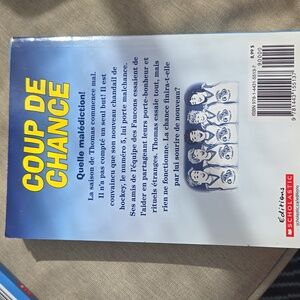 COUP DE
CHANCE
Quelle malédiction!
La saison de Thomas commence mal.
Il n'a pas compté un seul but! Il est
convaincu que son nouveau chandail de
hockey, le numéro 5, lui porte malchance.
Ses amis de l'équipe des Faucons essaient de
l'aider en partageant leurs porte-bonheur et
rituels étranges. Thomas essaie tout, mais
rien ne fonctionne. La chance finira-t-elle
par lui sourire de nouveau?
Éditions
SCHOLASTIC
8,99 $